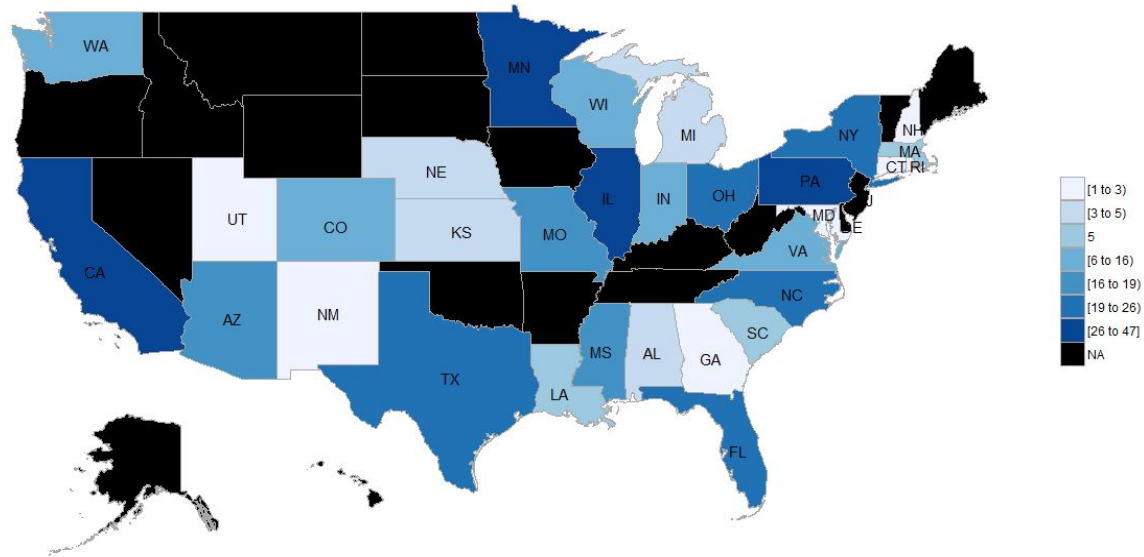 WA
MN
WI
MI
NY
NH
MA
CT RI
NE
IL
IN
OH
PA
J
MD
DE
UT
CO
KS
MO
VA
CA
AZ
NM
NC
TX
LA
MS
AL
GA
SC
FL
[1 to 3)
[3 to 5)
5
[6 to 16)
[16 to 19)
[19 to 26)
[26 to 47]
NA